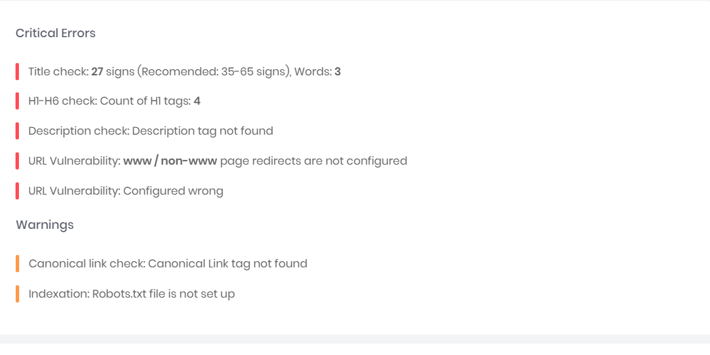 Critical Errors
Title check: 27 signs (Recomended: 35-65 signs), Words: 3
H1-H6 check: Count of H1 tags: 4
Description check: Description tag not found
URL Vulnerability: www / non-www page redirects are not configured
URL Vulnerability: Configured wrong
Warnings
Canonical link check: Canonical Link tag not found
Indexation: Robots.txt file is not set up